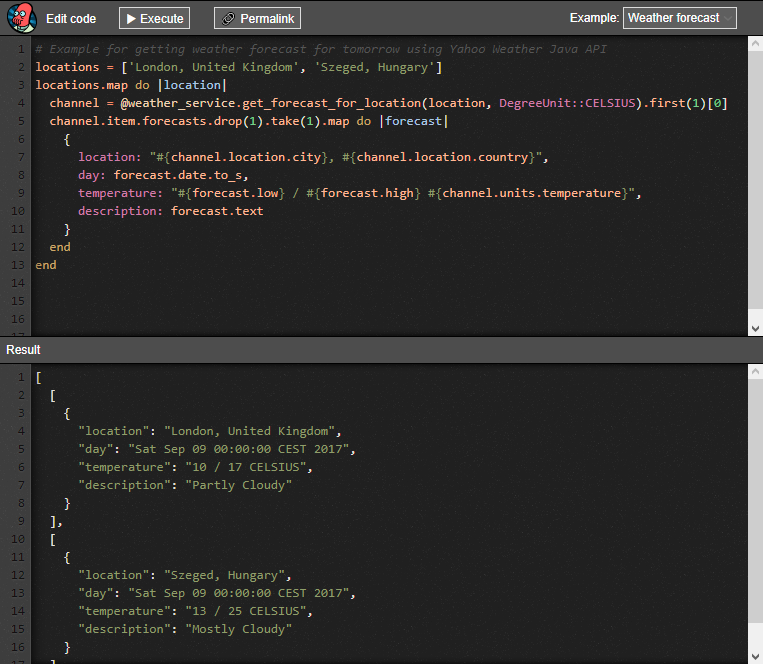 Edit code Execute Permalink Example: Weather forecast
1 # Example for getting weather forecast for tomorrow using Yahoo Weather Java API
2 locations = ['London, United Kingdom', 'Szeged, Hungary']
3 locations.map do |location|
4 channel = @weather_service.get_forecast_for_location(location, DegreeUnit::CELSIUS).first(1)[0]
5 channel.item.forecasts.drop(1).take(1).map do |forecast|
6 {
7 location: "#{channel.location.city}, #{channel.location.country}",
8 day: forecast.date.to_s,
9 temperature: "#{forecast.low} / #{forecast.high} #{channel.units.temperature}",
10 description: forecast.text
11 }
12 end
13 end
14
15
16
17
Result
1 [
2 [
3 {
4 "location": "London, United Kingdom",
5 "day": "Sat Sep 09 00:00:00 CEST 2017",
6 "temperature": "10 / 17 CELSIUS",
7 "description": "Partly Cloudy"
8 }
9 ],
10 [
11 {
12 "location": "Szeged, Hungary",
13 "day": "Sat Sep 09 00:00:00 CEST 2017",
14 "temperature": "13 / 25 CELSIUS",
15 "description": "Mostly Cloudy"
16 }
17 ]